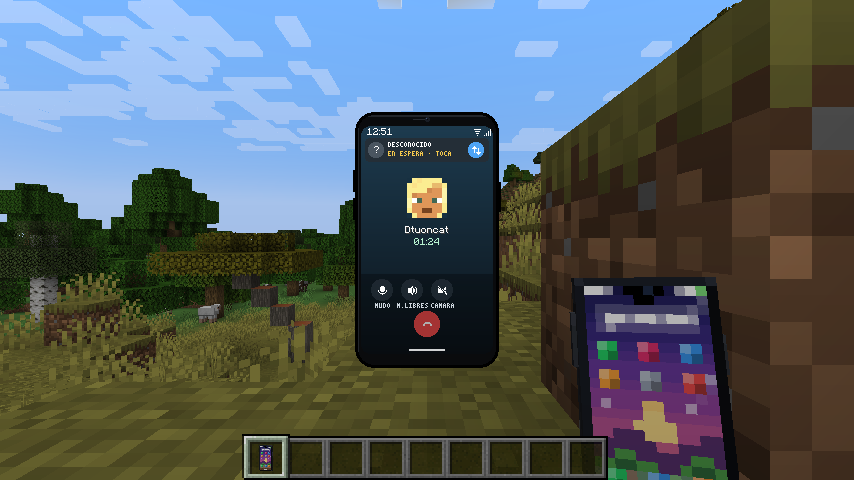 12:51
?
DESCONOCIDO
EN ESPERA · TOCA
Dtuoncat
01:24
MUDO M.LIBRES CAMARA